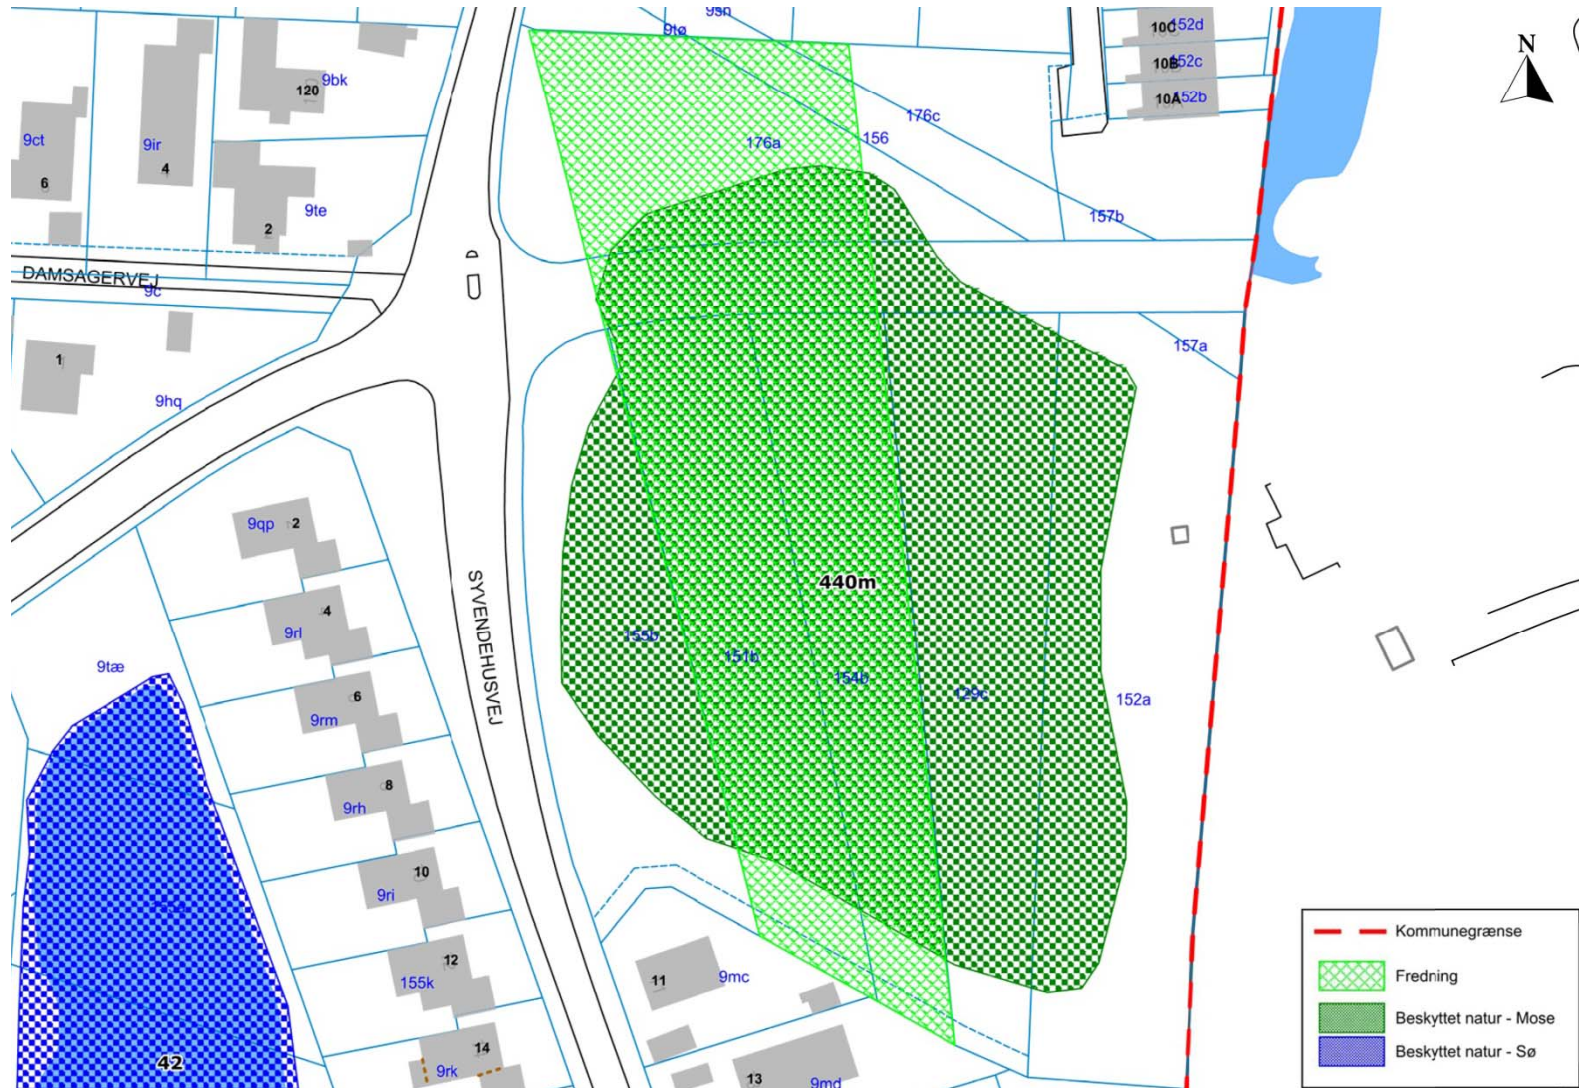 9sh
9tø
10C 152d
10B 152c
10A 152b
N
9bk
120
176c
9ct
9ir
176a
156
4
6
9te
157b
2
DAMSAGERVEJ
9c
1
157a
9hq
9qp 2
4
SYVENDEHUSVEJ
440m
9rl
155b
151b
9tæ
154b
129c
152a
6
9rm
8
9rh
10
9ri
Kommunegrænse
12
155k
11
9mc
Fredning
Beskyttet natur - Mose
14
Beskyttet natur - Sø
42
9rk
13
9md